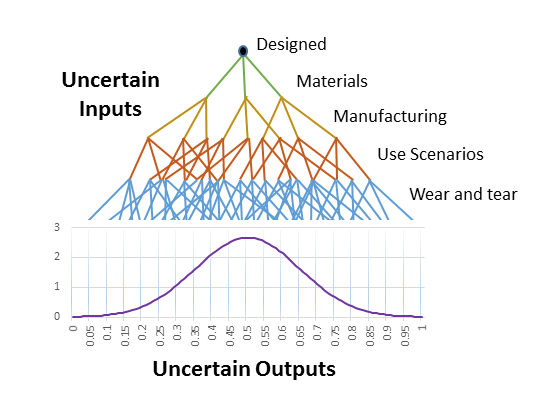 Designed
Uncertain
Inputs
Materials
Manufacturing
Use Scenarios
Wear and tear
3
2
1
0
0 0.05 0.1 0.15 0.2 0.25 0.3 0.35 0.4 0.45 0.5 0.55 0.6 0.65 0.7 0.75 0.8 0.85 0.9 0.95 1
Uncertain Outputs